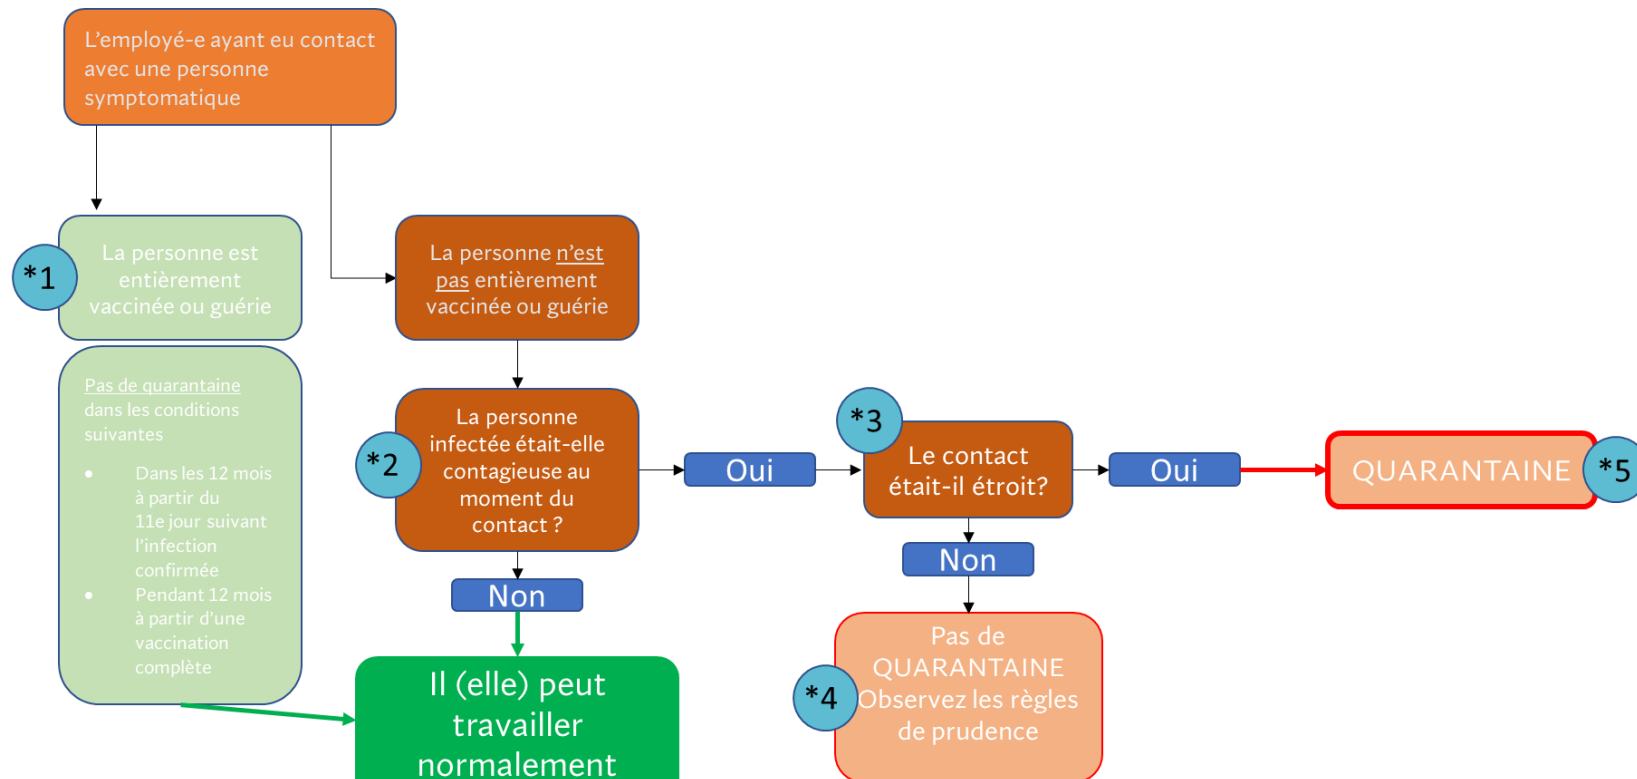 L'employé-e ayant eu contact
avec une personne
symptomatique
*1
La personne est
entièrement
vaccinée ou guérie
La personne n'est
pas entièrement
vaccinée ou guérie
Pas de quarantaine
dans les conditions
suivantes
• Dans les 12 mois
à partir du
11e jour suivant
l'infection
confirmée
• Pendant 12 mois
à partir d'une
vaccination
complète
*2
La personne
infectée était-elle
contagieuse au
moment du
contact ?
Oui
*3
Le contact
était-il étroit?
Oui
QUARANTAINE
*5
Non
Non
Il (elle) peut
travailler
normalement
*4
Pas de
QUARANTAINE
Observez les règles
de prudence